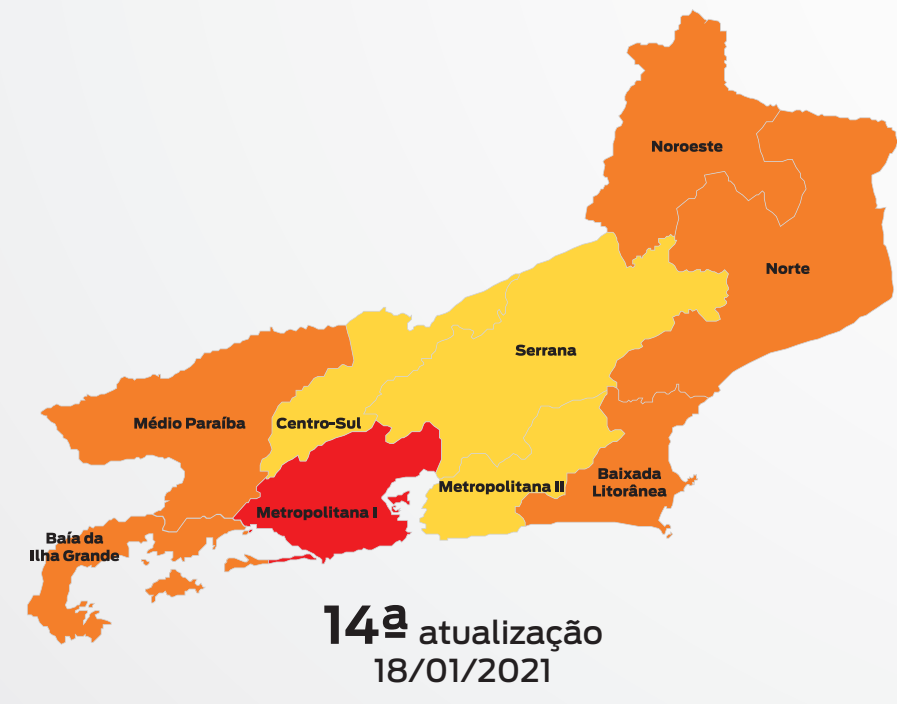 Noroeste
Norte
Serrana
Médio Paraíba
Centro-Sul
Metropolitana II
Baixada
Litorânea
Metropolitana I
Baía da
Ilha Grande
14ª atualização
18/01/2021